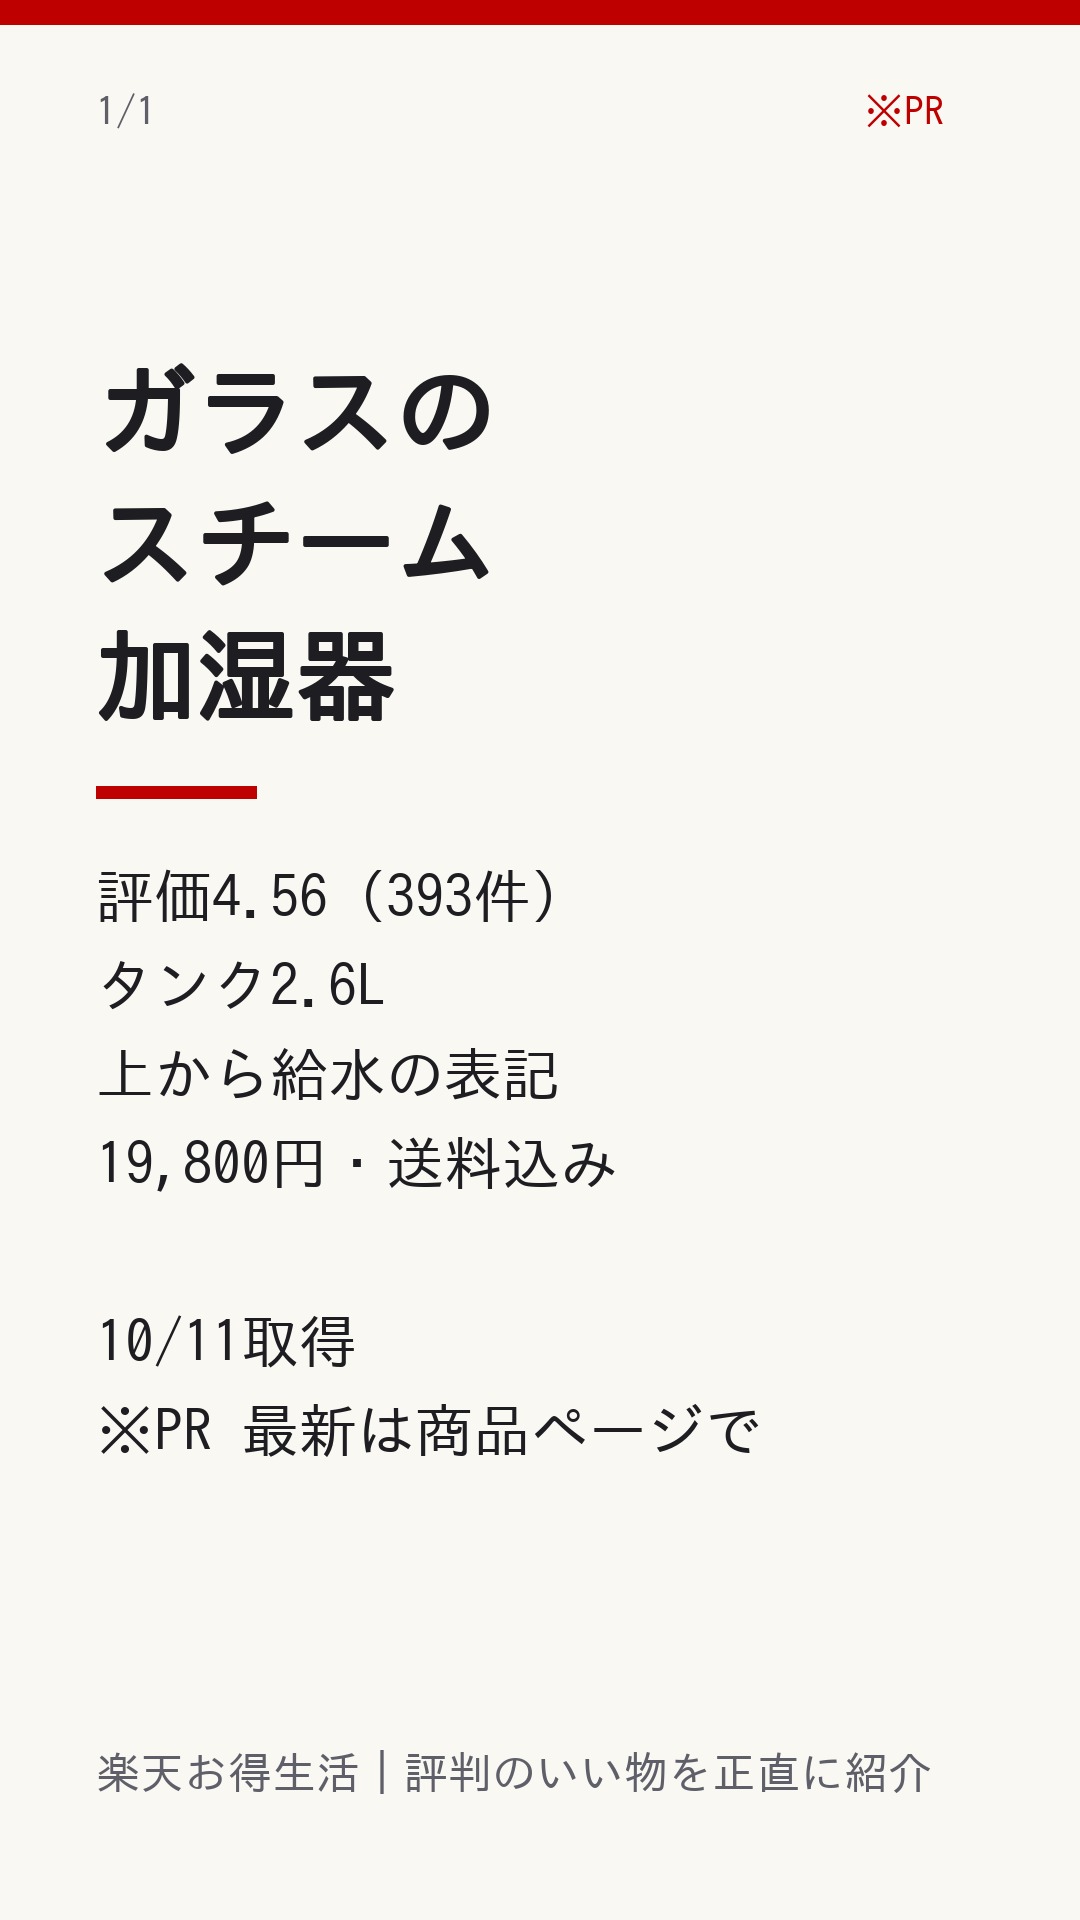 1/1
※PR
ガラスの
スチーム
加湿器
評価4.56（393件）
タンク2.6L
上から給水の表記
19,800円・送料込み
10/11取得
※PR 最新は商品ページで
楽天お得生活｜評判のいい物を正直に紹介